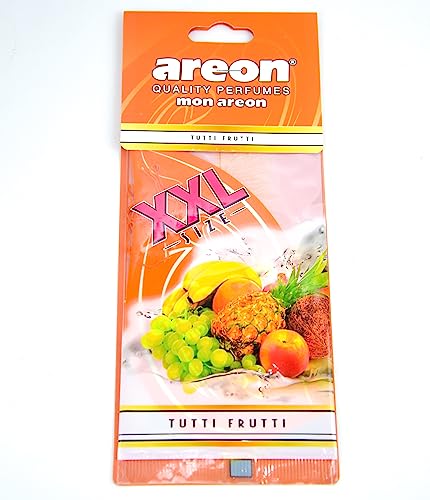 areon®
QUALITY PERFUMES
mon areon
TUTTI FRUTTI
XXL
SIZE
TUTTI FRUTTI